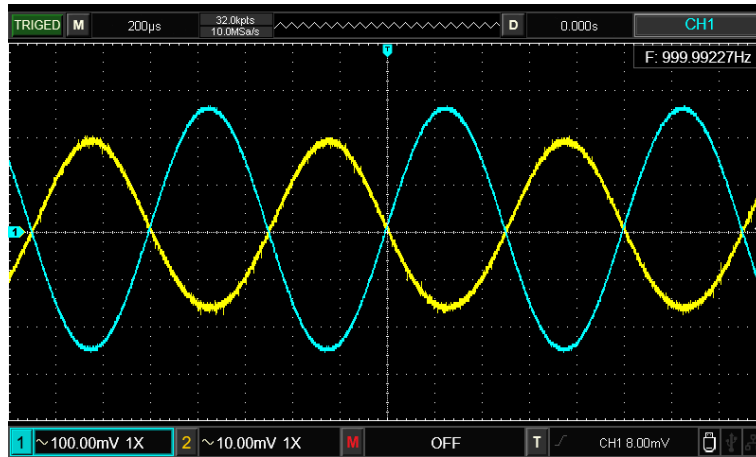 TRIGED M 200µs 32.0kpts 10.0MSa/s D 0.000s CH1
T
F: 999.99227Hz
1
1 ~100.00mV 1X 2 ~10.00mV 1X M OFF T CH1 8.00mV